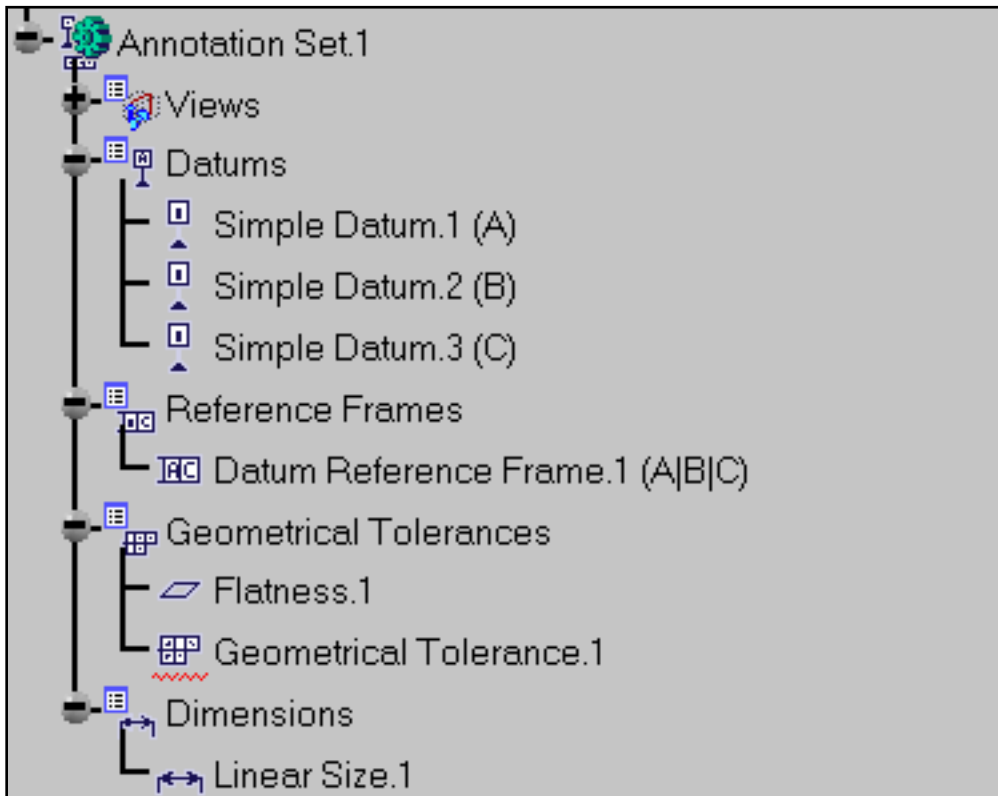 Annotation Set.1
Views
Datums
Simple Datum.1 (A)
Simple Datum.2 (B)
Simple Datum.3 (C)
Reference Frames
Datum Reference Frame.1 (A|B|C)
Geometrical Tolerances
Flatness.1
Geometrical Tolerance.1
Dimensions
Linear Size.1